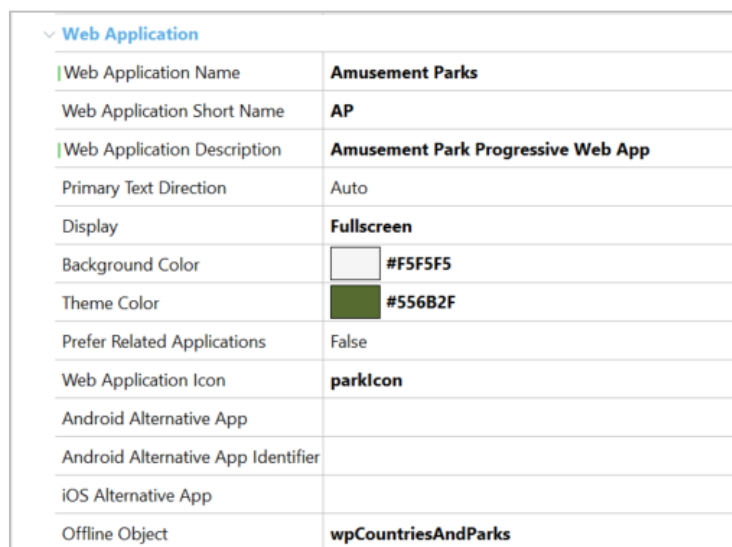 Web Application
Web Application Name Amusement Parks
Web Application Short Name AP
Web Application Description Amusement Park Progressive Web App
Primary Text Direction Auto
Display Fullscreen
Background Color #F5F5F5
Theme Color #556B2F
Prefer Related Applications False
Web Application Icon parkIcon
Android Alternative App
Android Alternative App Identifier
iOS Alternative App
Offline Object wpCountriesAndParks